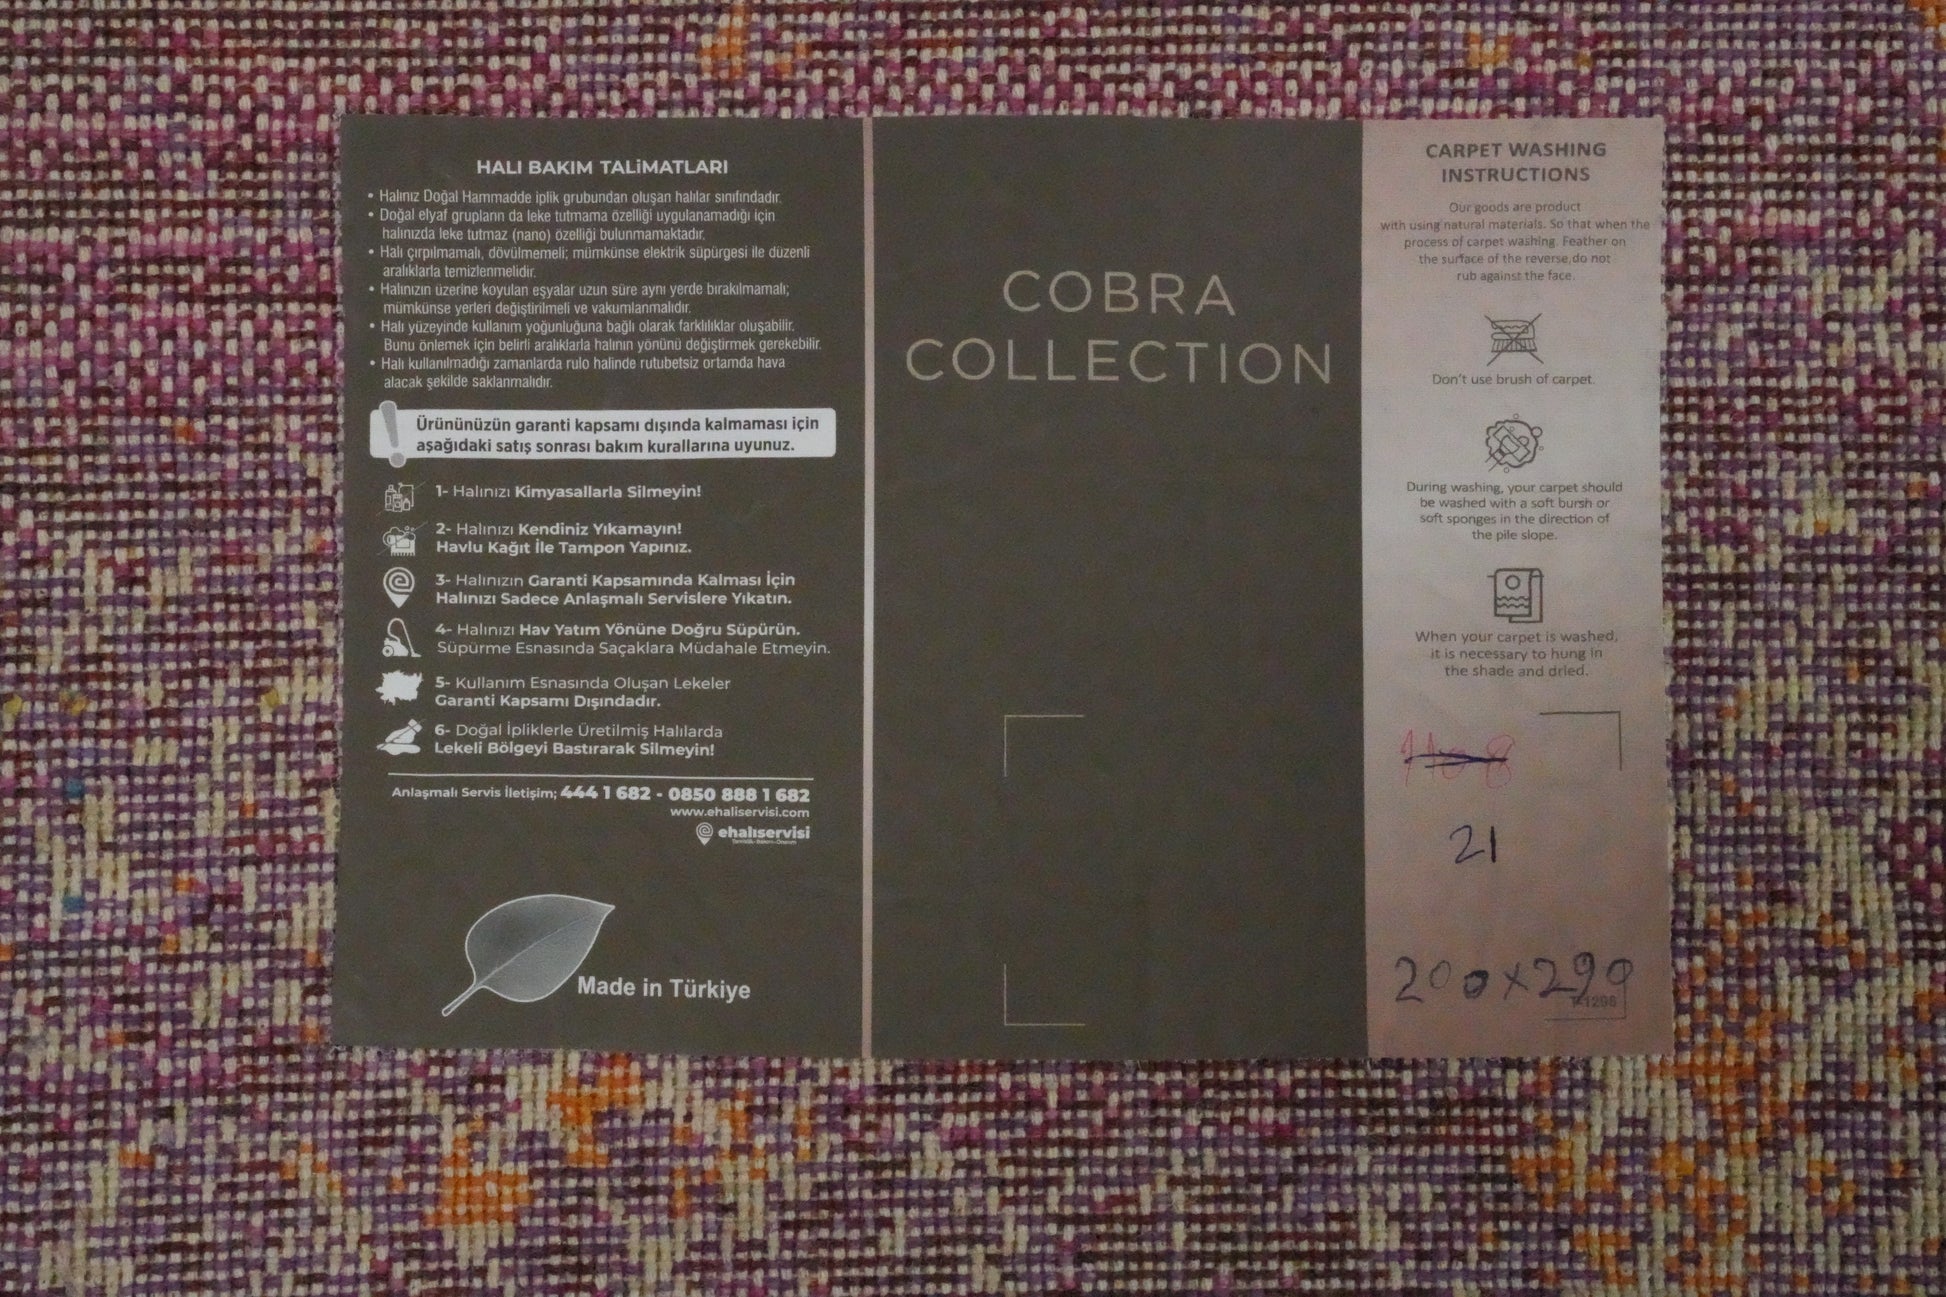 HALI BAKIM TALiMATLARI
• Halınız Doğal Hammadde iplik grubundan oluşan halılar sınıfındadır.
• Doğal elyaf grupların da leke tutmama özelliği uygulanamadığı için
halınızda leke tutmaz (nano) özelliği bulunmamaktadır.
• Halı çırpılmamalı, dövülmemeli; mümkünse elektrik süpürgesi ile düzenli
aralıklarla temizlenmelidir.
• Halınızın üzerine koyulan eşyalar uzun süre aynı yerde bırakılmamalı;
mümkünse yerleri değiştirilmeli ve vakumlanmalıdır.
• Halı yüzeyinde kullanım yoğunluğuna bağlı olarak farklılıklar oluşabilir.
Bunu önlemek için belirli aralıklarla halının yönünü değiştirmek gerekebilir.
• Halı kullanılmadığı zamanlarda rulo halinde rutubetsiz ortamda hava
alacak şekilde saklanmalıdır.
Ürününüzün garanti kapsamı dışında kalmaması için
aşağıdaki satış sonrası bakım kurallarına uyunuz.
1- Halınızı Kimyasallarla Silmeyin!
2- Halınızı Kendiniz Yıkamayın!
Havlu Kağıt İle Tampon Yapınız.
3- Halınızın Garanti Kapsamında Kalması İçin
Halınızı Sadece Anlaşmalı Servislere Yıkatın.
4- Halınızı Hav Yatım Yönüne Doğru Süpürün.
Süpürme Esnasında Saçaklara Müdahale Etmeyin.
5- Kullanım Esnasında Oluşan Lekeler
Garanti Kapsamı Dışındadır.
6- Doğal İpliklerle Üretilmiş Halılarda
Lekeli Bölgeyi Bastırarak Silmeyin!
Anlaşmalı Servis İletişim; 444 1 682 - 0850 888 1 682
www.ehaliservisi.com
ehalıservisi
Made in Türkiye
COBRA
COLLECTION
CARPET WASHING
INSTRUCTIONS
Our goods are product
with using natural materials. So that when the
process of carpet washing. Feather on
the surface of the reverse,do not
rub against the face.
Don't use brush of carpet.
During washing, your carpet should
be washed with a soft bursh or
soft sponges in the direction of
the pile slope.
When your carpet is washed,
it is necessary to hung in
the shade and dried.
21
200x290